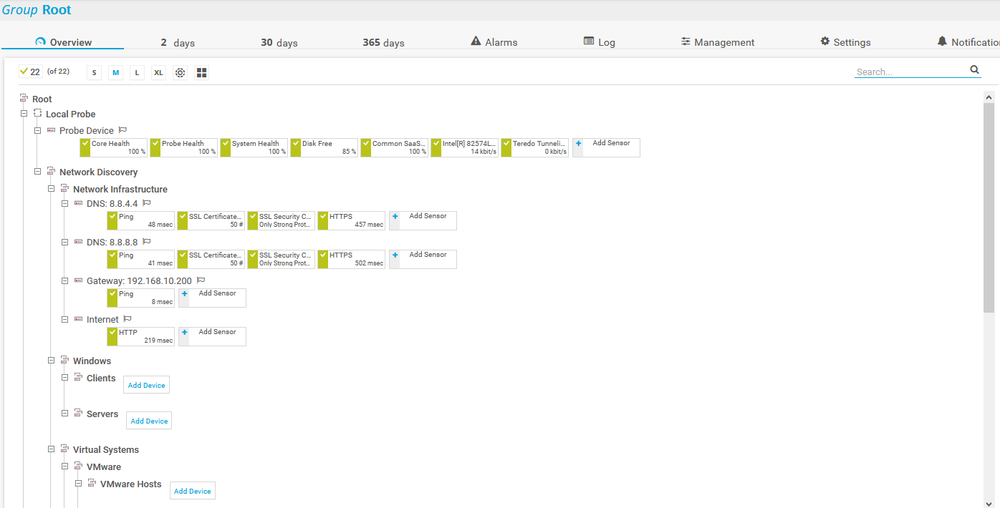 Group Root
Overview 2 days 30 days 365 days Alarms Log Management Settings Notificatio
22 (of 22) S M L XL Search...
Root
Local Probe
Probe Device
Core Health Probe Health System Health Disk Free Common SaaS... Intel[R] 82574L... Teredo Tunneli... Add Sensor
100 % 100 % 100 % 85 % 100 % 14 kbit/s 0 kbit/s
Network Discovery
Network Infrastructure
DNS: 8.8.4.4
Ping SSL Certificate... SSL Security C... HTTPS Add Sensor
48 msec 50 # Only Strong Prot... 457 msec
DNS: 8.8.8.8
Ping SSL Certificate... SSL Security C... HTTPS Add Sensor
41 msec 50 # Only Strong Prot... 502 msec
Gateway: 192.168.10.200
Ping Add Sensor
8 msec
Internet
HTTP Add Sensor
219 msec
Windows
Clients Add Device
Servers Add Device
Virtual Systems
VMware
VMware Hosts Add Device